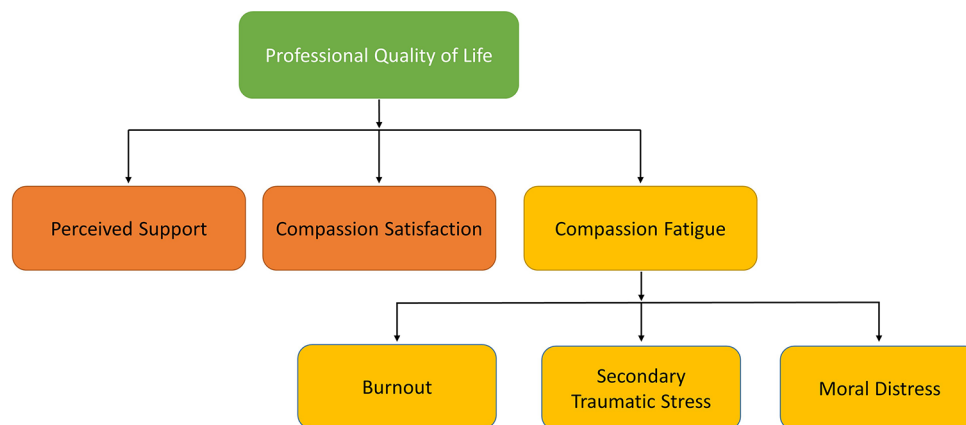 Professional Quality of Life
Perceived Support
Compassion Satisfaction
Compassion Fatigue
Burnout
Secondary
Traumatic Stress
Moral Distress